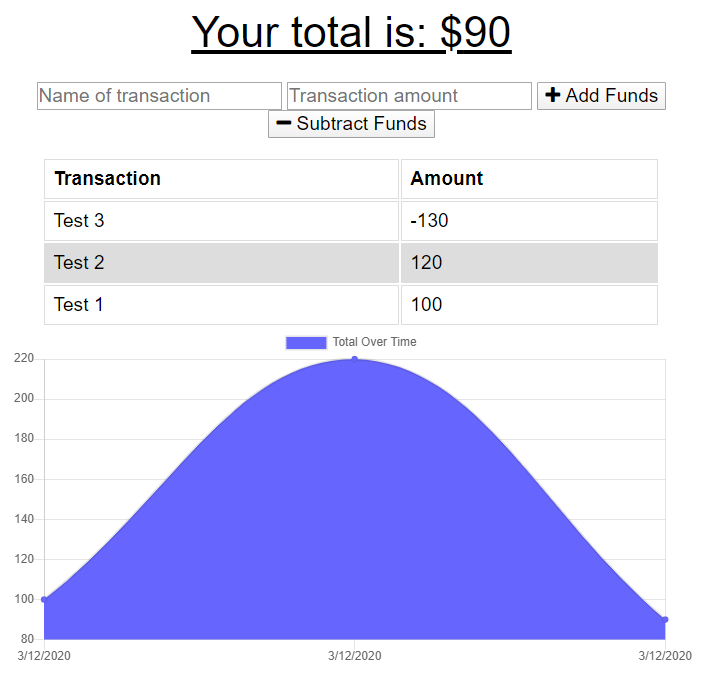 Your total is: $90
Name of transaction Transaction amount + Add Funds
− Subtract Funds
Transaction Amount
Test 3 -130
Test 2 120
Test 1 100
Total Over Time
220
200
180
160
140
120
100
80
3/12/2020 3/12/2020 3/12/2020